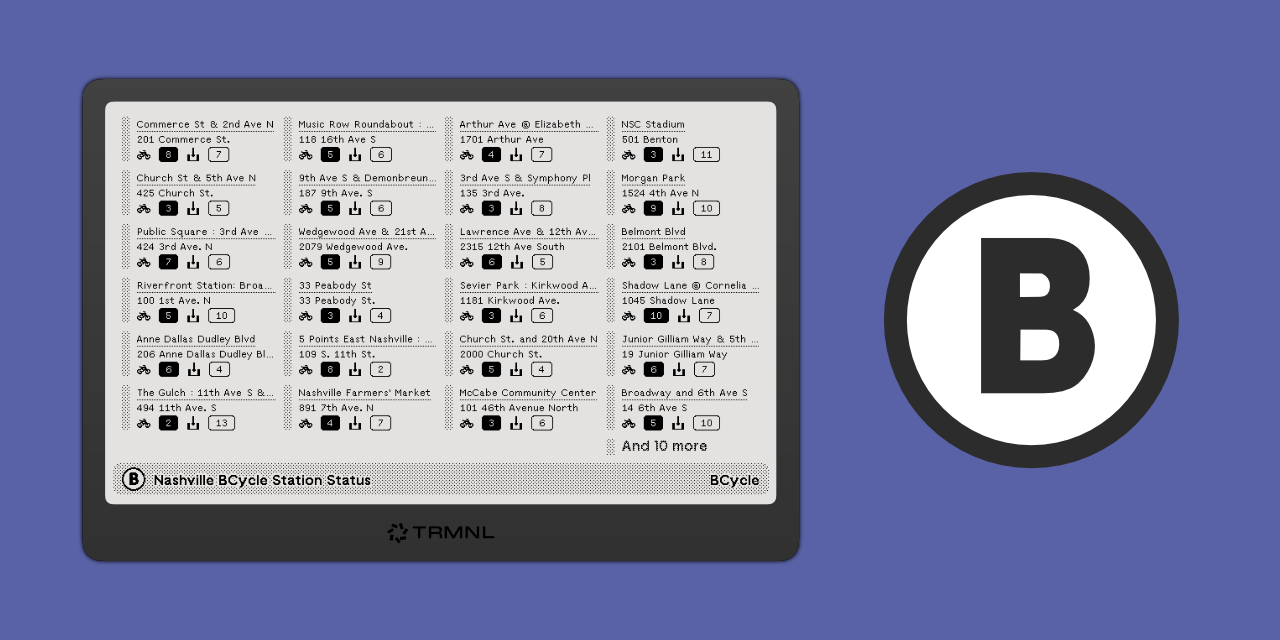 Commerce St & 2nd Ave N
201 Commerce St.
8 7
Church St & 5th Ave N
425 Church St.
3 5
Public Square : 3rd Ave ...
424 3rd Ave. N
7 6
Riverfront Station: Broa...
100 1st Ave. N
5 10
Anne Dallas Dudley Blvd
206 Anne Dallas Dudley Bl...
6 4
The Gulch : 11th Ave S &...
494 11th Ave. S
2 13
Music Row Roundabout : ...
118 16th Ave S
5 6
9th Ave S & Demonbreun...
187 9th Ave. S
5 6
Wedgewood Ave & 21st A...
2079 Wedgewood Ave.
5 9
33 Peabody St
33 Peabody St.
3 4
5 Points East Nashville : ...
109 S. 11th St.
8 2
Nashville Farmers' Market
891 7th Ave. N
4 7
Arthur Ave @ Elizabeth ...
1701 Arthur Ave
4 7
3rd Ave S & Symphony Pl
135 3rd Ave.
3 8
Lawrence Ave & 12th Av...
2315 12th Ave South
6 5
Sevier Park : Kirkwood A...
1181 Kirkwood Ave.
3 6
Church St. and 20th Ave N
2000 Church St.
5 4
McCabe Community Center
101 46th Avenue North
3 6
NSC Stadium
501 Benton
3 11
Morgan Park
1524 4th Ave N
9 10
Belmont Blvd
2101 Belmont Blvd.
3 8
Shadow Lane @ Cornelia ...
1045 Shadow Lane
10 7
Junior Gilliam Way & 5th ...
19 Junior Gilliam Way
6 7
Broadway and 6th Ave S
14 6th Ave S
5 10
And 10 more
B Nashville BCycle Station Status BCycle
TRMNL
B